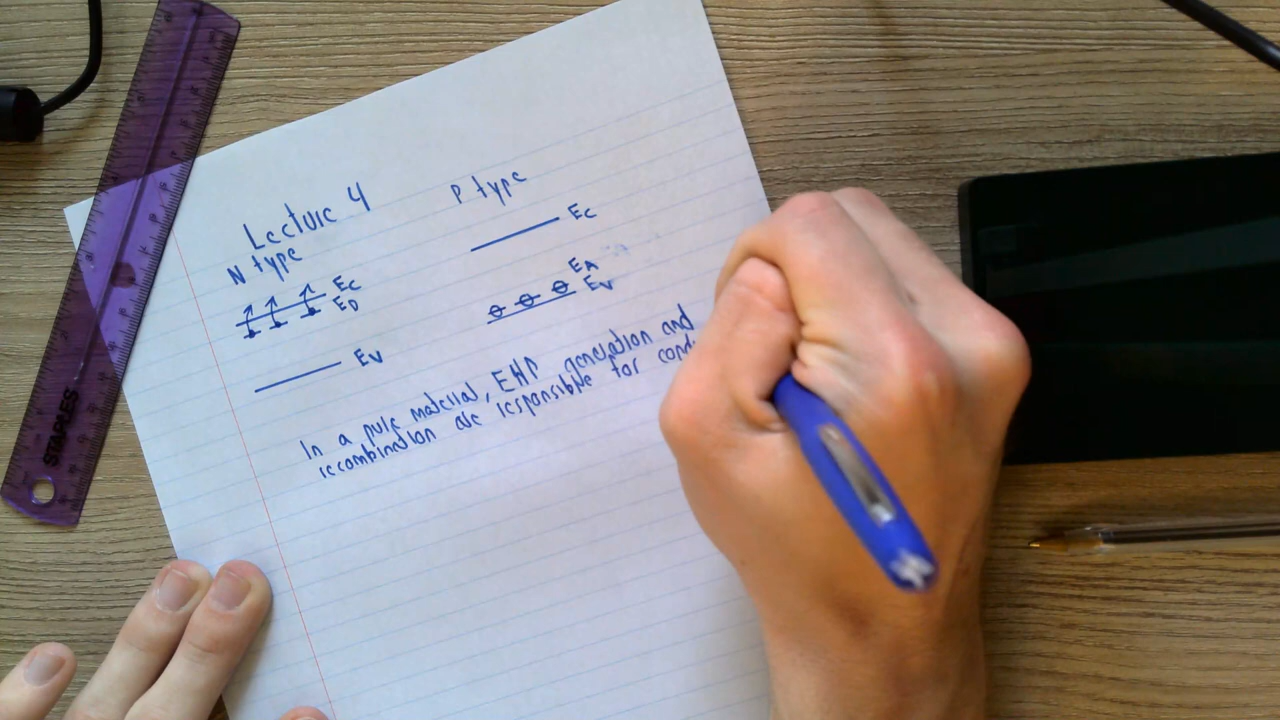 Lecture 4
N type
P type
Ec
ED
Ev
Ec
EA
Ev
In a pure material, EHP generation and
recombination are responsible for cond
STAPLES